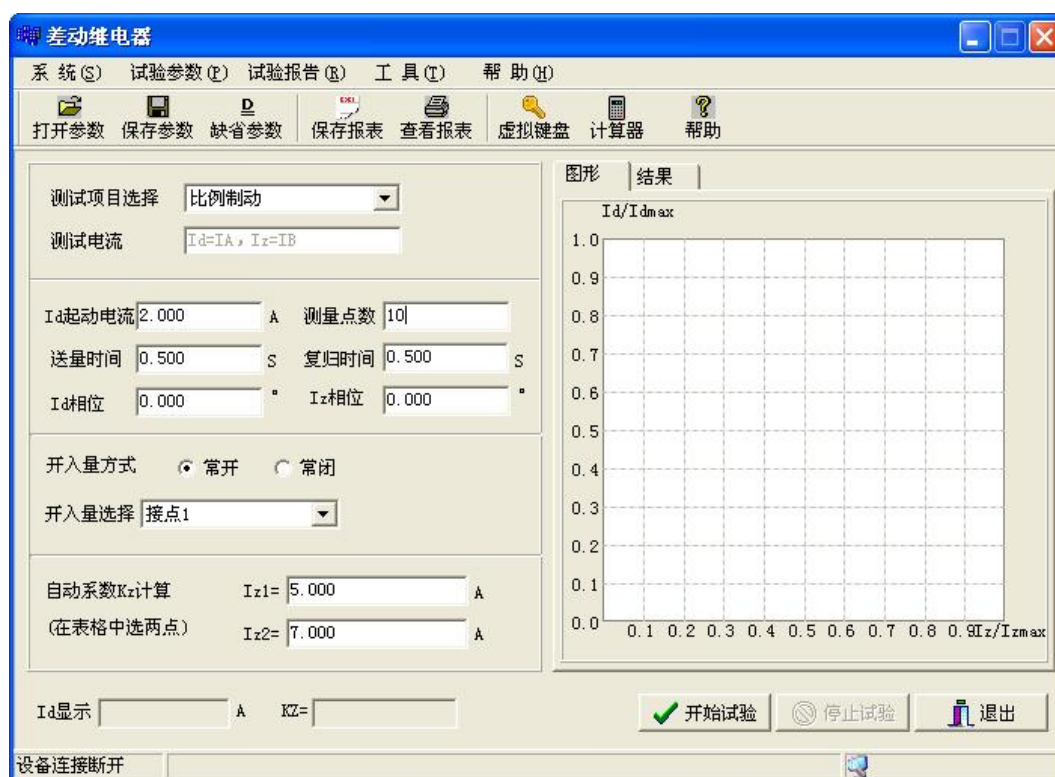 差动继电器
系 统(S) 试验参数(P) 试验报告(R) 工 具(T) 帮 助(H)
D EXL
打开参数 保存参数 缺省参数 保存报表 查看报表 虚拟键盘 计算器 帮助
测试项目选择 比例制动
测试电流 Id=IA，Iz=IB
Id起动电流 2.000 A 测量点数 10
送量时间 0.500 S 复归时间 0.500 S
Id相位 0.000 ° Iz相位 0.000 °
开入量方式 常开 常闭
开入量选择 接点1
自动系数Kz计算 Iz1= 5.000 A
(在表格中选两点) Iz2= 7.000 A
图形 结果
Id/Idmax
1.0
0.9
0.8
0.7
0.6
0.5
0.4
0.3
0.2
0.1
0.0
0.1 0.2 0.3 0.4 0.5 0.6 0.7 0.8 0.9Iz/Izmax
Id显示 A KZ= 开始试验 停止试验 退出
设备连接断开